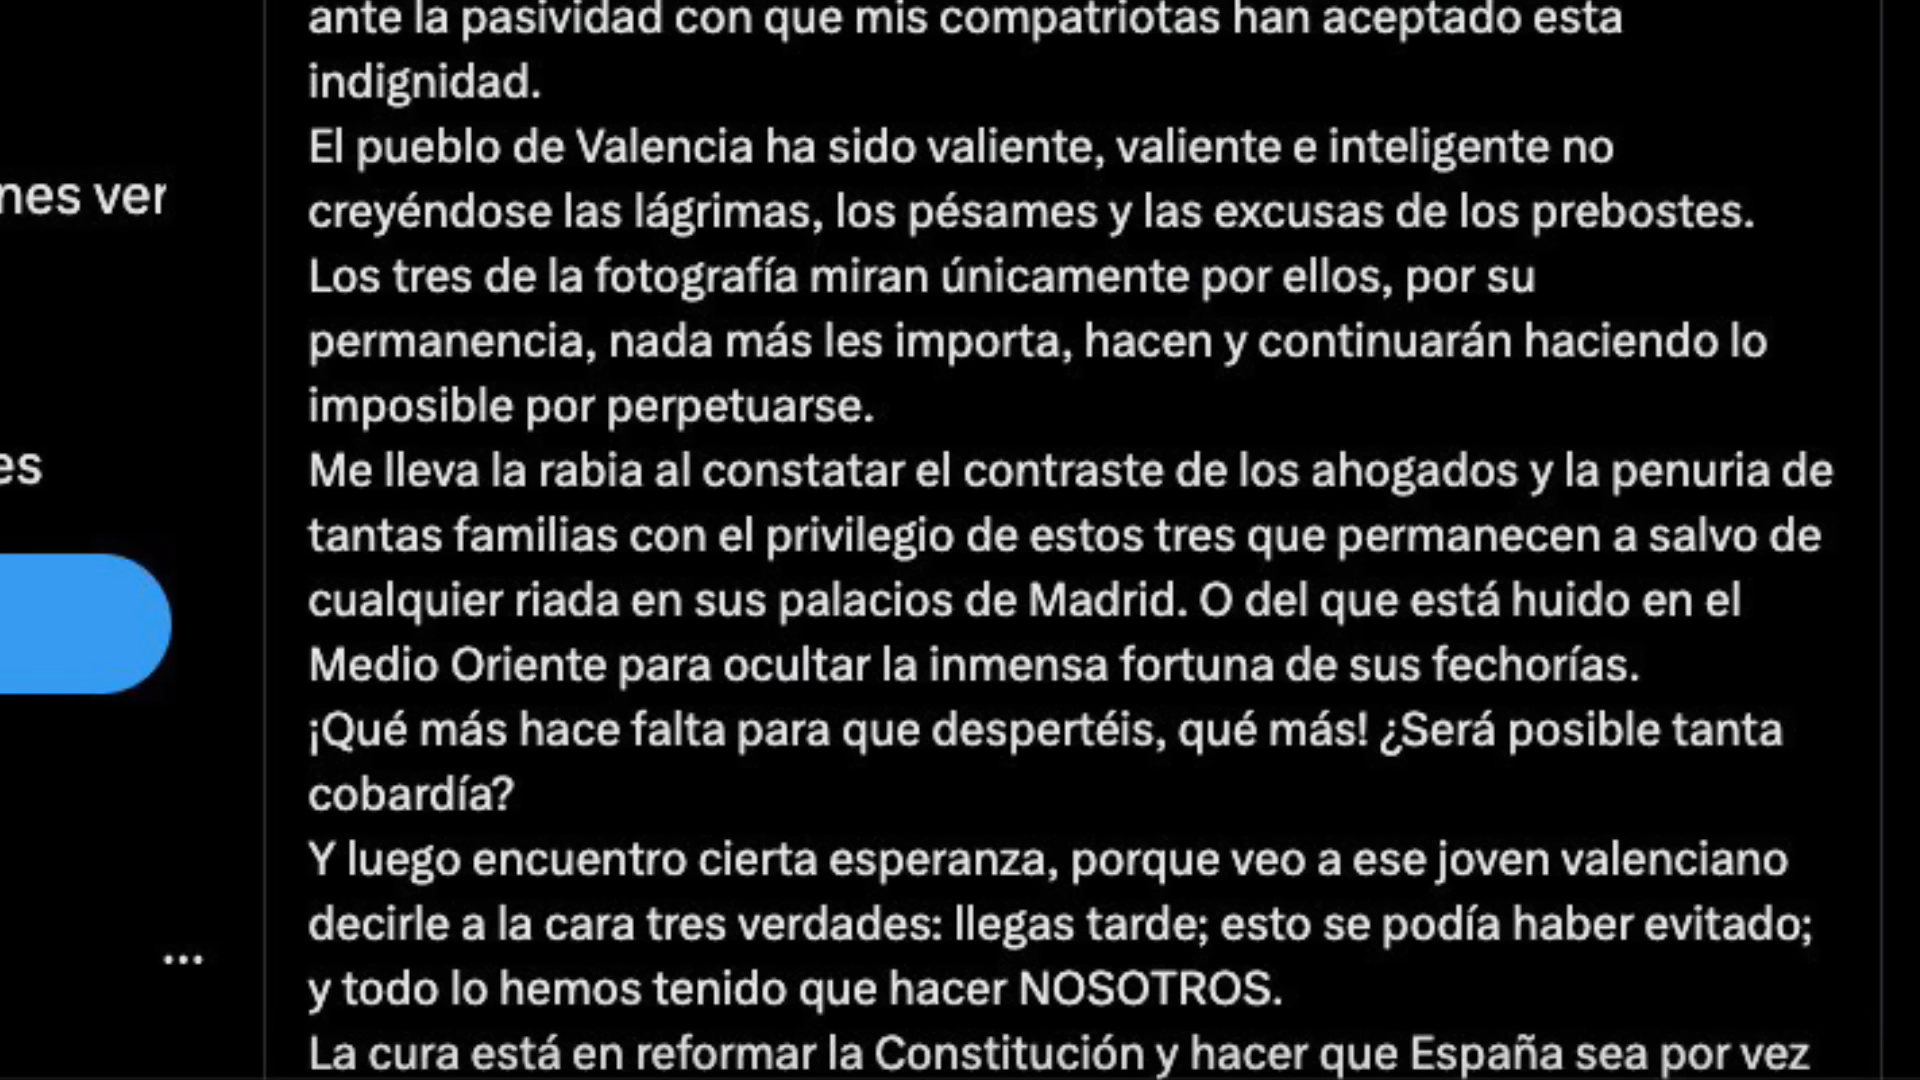 ante la pasividad con que mis compatriotas han aceptado esta
indignidad.
El pueblo de Valencia ha sido valiente, valiente e inteligente no
creyéndose las lágrimas, los pésames y las excusas de los prebostes.
Los tres de la fotografía miran únicamente por ellos, por su
permanencia, nada más les importa, hacen y continuarán haciendo lo
imposible por perpetuarse.
Me lleva la rabia al constatar el contraste de los ahogados y la penuria de
tantas familias con el privilegio de estos tres que permanecen a salvo de
cualquier riada en sus palacios de Madrid. O del que está huido en el
Medio Oriente para ocultar la inmensa fortuna de sus fechorías.
¡Qué más hace falta para que despertéis, qué más! ¿Será posible tanta
cobardía?
Y luego encuentro cierta esperanza, porque veo a ese joven valenciano
decirle a la cara tres verdades: llegas tarde; esto se podía haber evitado;
y todo lo hemos tenido que hacer NOSOTROS.
La cura está en reformar la Constitución y hacer que España sea por vez
nes ver
es
...